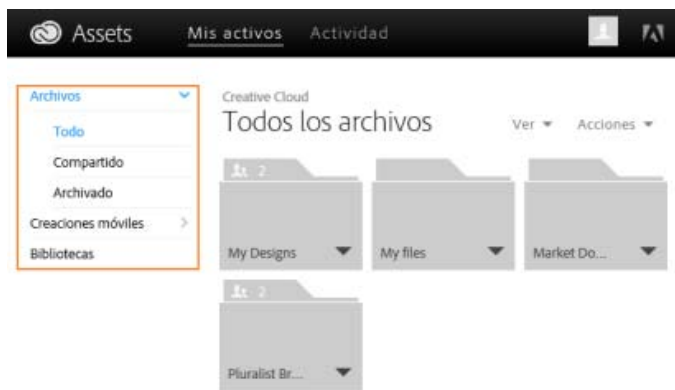 Assets Mis activos Actividad
Archivos
Todo
Compartido
Archivado
Creaciones móviles
Bibliotecas
Creative Cloud
Todos los archivos
Ver Acciones
2
My Designs My files Market Do...
2
Pluralist Br...